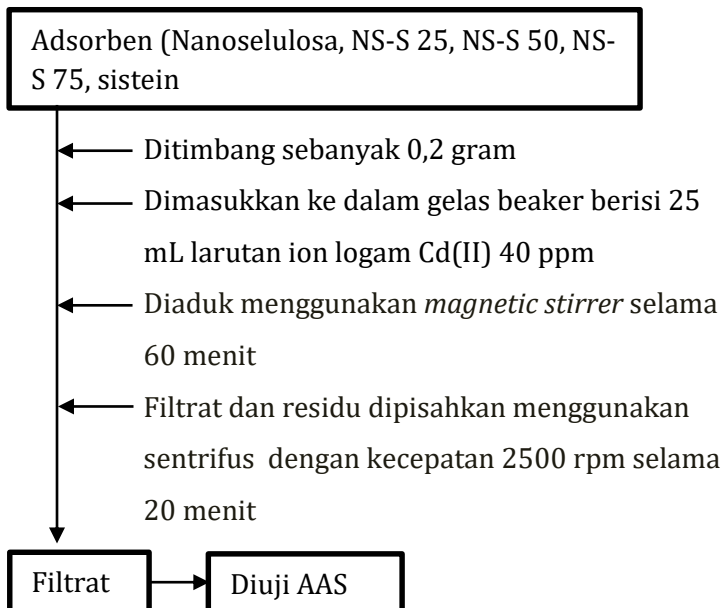 Adsorben (Nanoselulosa, NS-S 25, NS-S 50, NS-
S 75, sistein
Ditimbang sebanyak 0,2 gram
Dimasukkan ke dalam gelas beaker berisi 25
mL larutan ion logam Cd(II) 40 ppm
Diaduk menggunakan magnetic stirrer selama
60 menit
Filtrat dan residu dipisahkan menggunakan
sentrifus dengan kecepatan 2500 rpm selama
20 menit
Filtrat
Diuji AAS